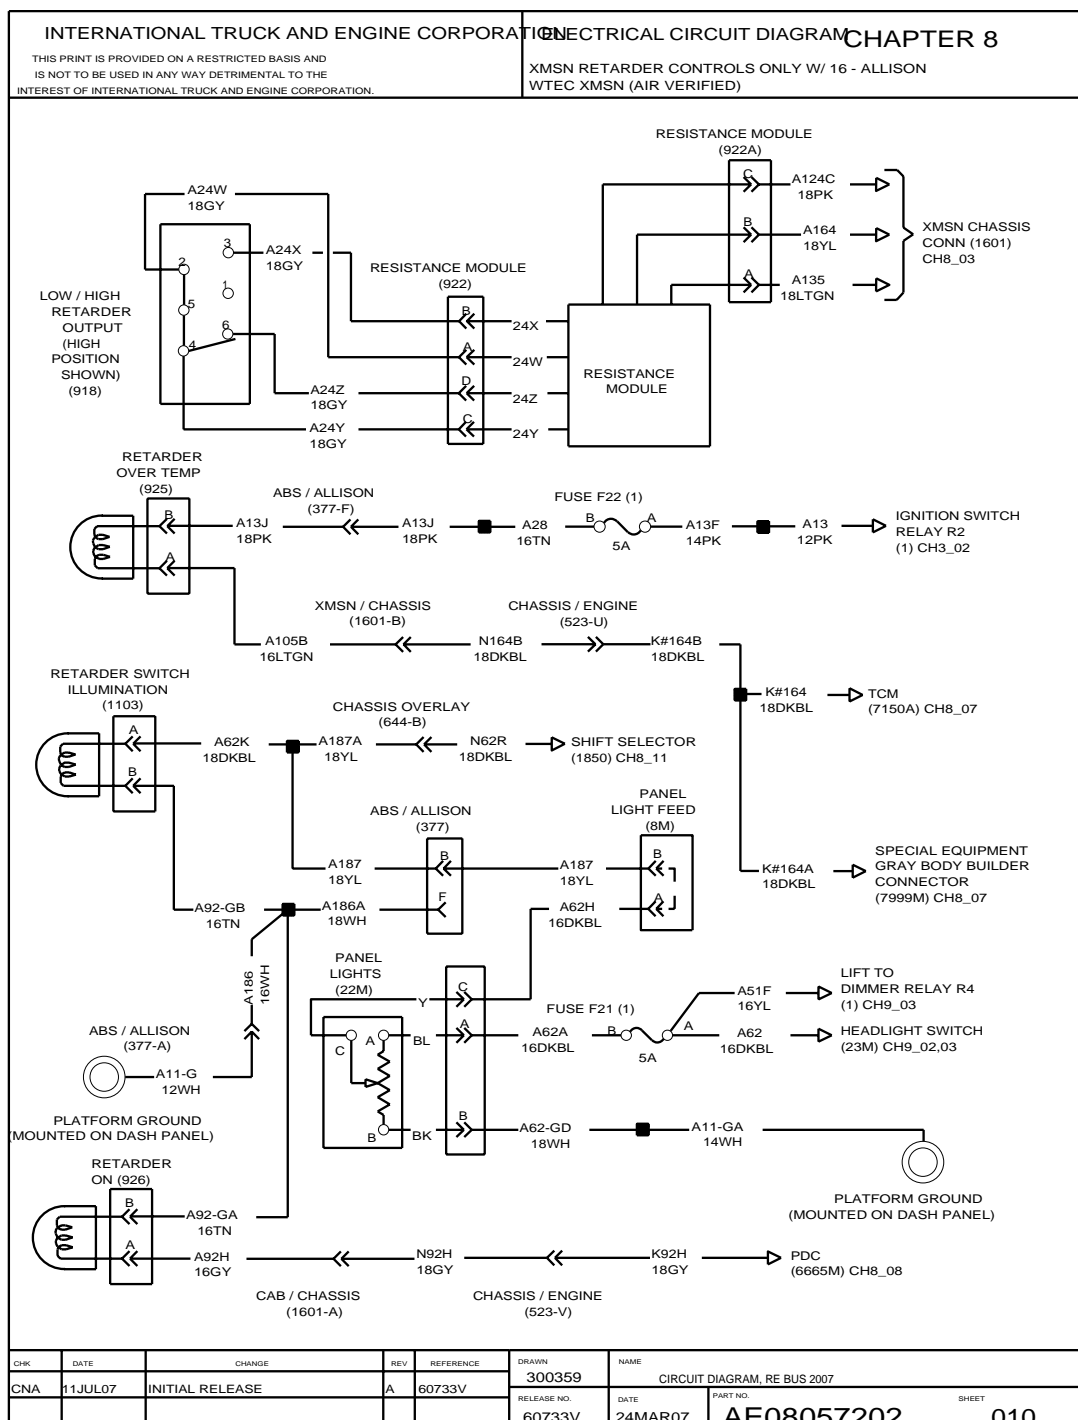 INTERNATIONAL TRUCK AND ENGINE CORPORATION
THIS PRINT IS PROVIDED ON A RESTRICTED BASIS AND
IS NOT TO BE USED IN ANY WAY DETRIMENTAL TO THE
INTEREST OF INTERNATIONAL TRUCK AND ENGINE CORPORATION.
ELECTRICAL CIRCUIT DIAGRAM
CHAPTER 8
XMSN RETARDER CONTROLS ONLY W/ 16 - ALLISON
WTEC XMSN (AIR VERIFIED)
RESISTANCE MODULE
(922A)
C
A124C
18PK
B
A164
18YL
A
A135
18LTGN
XMSN CHASSIS
CONN (1601)
CH8_03
A24W
18GY
3
A24X
18GY
2
1
5
6
4
LOW / HIGH
RETARDER
OUTPUT
(HIGH
POSITION
SHOWN)
(918)
RESISTANCE MODULE
(922)
B
24X
A
24W
D
24Z
C
24Y
A24Z
18GY
A24Y
18GY
RESISTANCE
MODULE
RETARDER
OVER TEMP
(925)
B
A
A13J
18PK
ABS / ALLISON
(377-F)
A13J
18PK
A28
16TN
FUSE F22 (1)
B
A
5A
A13F
14PK
A13
12PK
IGNITION SWITCH
RELAY R2
(1) CH3_02
A105B
16LTGN
XMSN / CHASSIS
(1601-B)
N164B
18DKBL
CHASSIS / ENGINE
(523-U)
K#164B
18DKBL
K#164
18DKBL
TCM
(7150A) CH8_07
RETARDER SWITCH
ILLUMINATION
(1103)
A
B
A62K
18DKBL
A187A
18YL
CHASSIS OVERLAY
(644-B)
N62R
18DKBL
SHIFT SELECTOR
(1850) CH8_11
ABS / ALLISON
(377)
B
F
A187
18YL
A187
18YL
PANEL
LIGHT FEED
(8M)
B
A
K#164A
18DKBL
SPECIAL EQUIPMENT
GRAY BODY BUILDER
CONNECTOR
(7999M) CH8_07
A92-GB
16TN
A186A
18WH
A62H
16DKBL
A186
16WH
ABS / ALLISON
(377-A)
A11-G
12WH
PLATFORM GROUND
(MOUNTED ON DASH PANEL)
PANEL
LIGHTS
(22M)
Y
C
C
A
BL
A
B
BK
B
A62A
16DKBL
FUSE F21 (1)
B
A
5A
A51F
16YL
LIFT TO
DIMMER RELAY R4
(1) CH9_03
A62
16DKBL
HEADLIGHT SWITCH
(23M) CH9_02,03
A62-GD
18WH
A11-GA
14WH
PLATFORM GROUND
(MOUNTED ON DASH PANEL)
RETARDER
ON (926)
B
A
A92-GA
16TN
A92H
16GY
N92H
18GY
K92H
18GY
PDC
(6665M) CH8_08
CAB / CHASSIS
(1601-A)
CHASSIS / ENGINE
(523-V)
CHK DATE CHANGE REV REFERENCE
CNA 11JUL07 INITIAL RELEASE A 60733V
DRAWN
300359
NAME
CIRCUIT DIAGRAM, RE BUS 2007
RELEASE NO.
60733V
DATE
24MAR07
PART NO.
AE08057202
SHEET
010